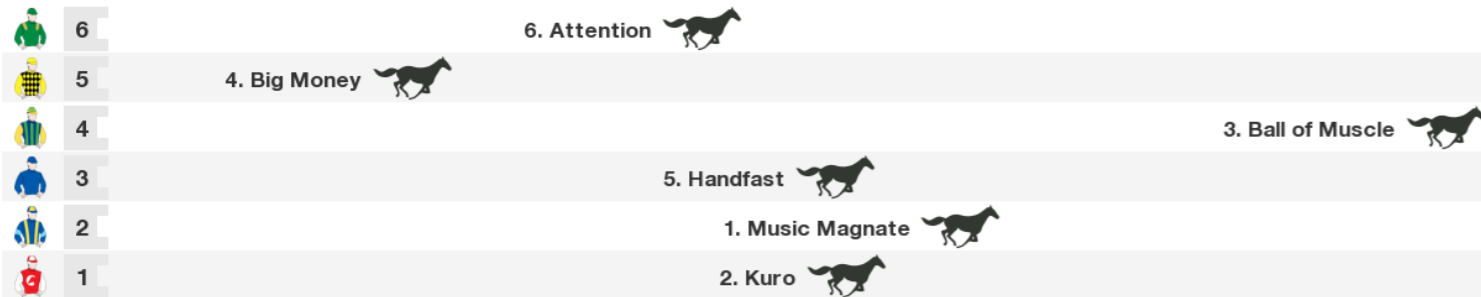 6 6. Attention
5 4. Big Money
4 3. Ball of Muscle
3 5. Handfast
2 1. Music Magnate
G 1 2. Kuro